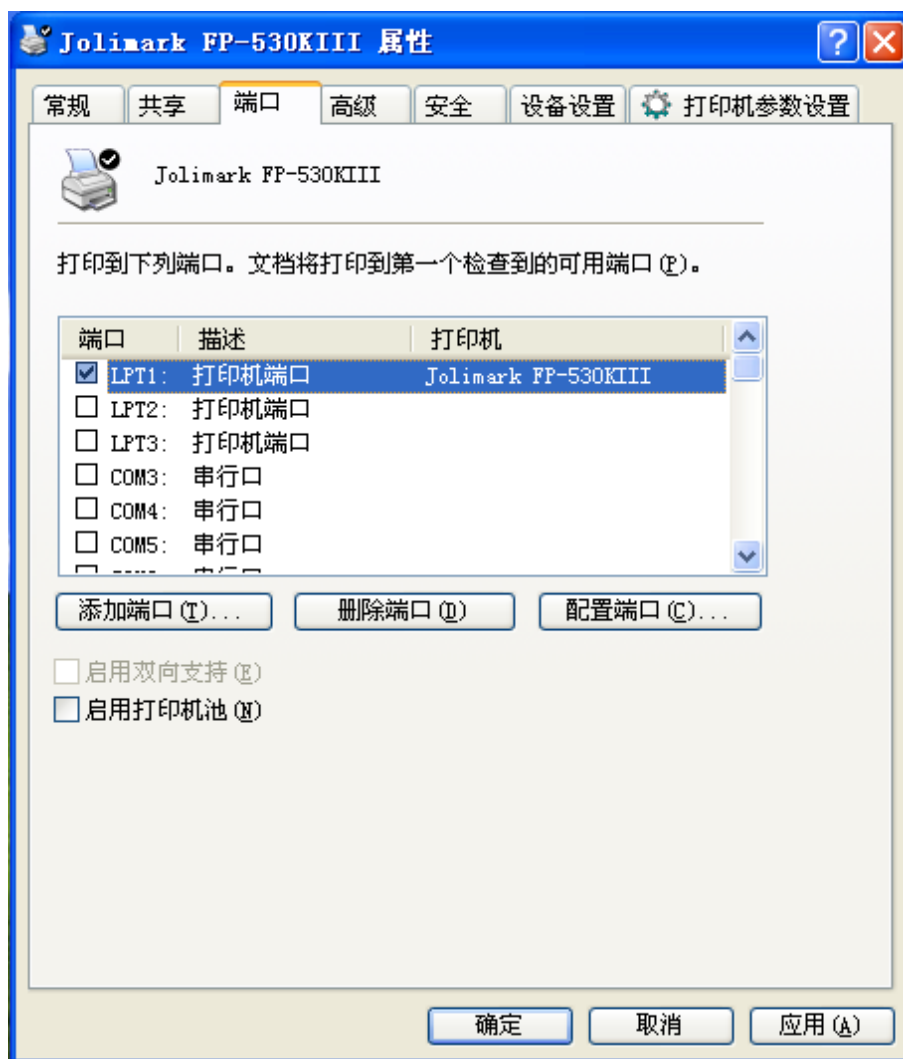 Jolimark FP-530KIII 属性
常规 共享 端口 高级 安全 设备设置 打印机参数设置
Jolimark FP-530KIII
打印到下列端口。文档将打印到第一个检查到的可用端口(P)。
端口 描述 打印机
LPT1: 打印机端口 Jolimark FP-530KIII
LPT2: 打印机端口
LPT3: 打印机端口
COM3: 串行口
COM4: 串行口
COM5: 串行口
添加端口(T)... 删除端口(D) 配置端口(C)...
启用双向支持(E)
启用打印机池(N)
确定 取消 应用(A)